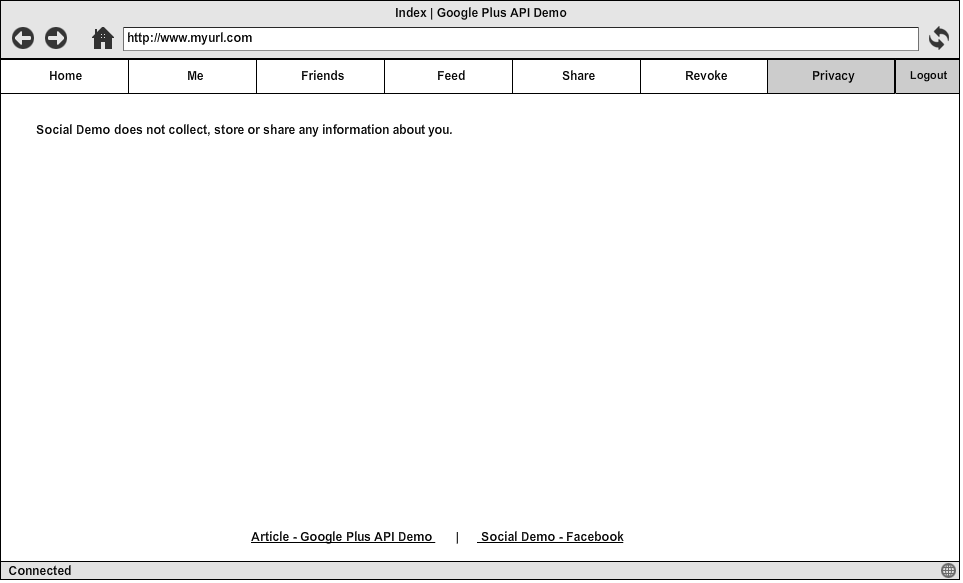 Index | Google Plus API Demo
http://www.myurl.com
Home Me Friends Feed Share Revoke Privacy Logout
Social Demo does not collect, store or share any information about you.
Article - Google Plus API Demo | Social Demo - Facebook
Connected